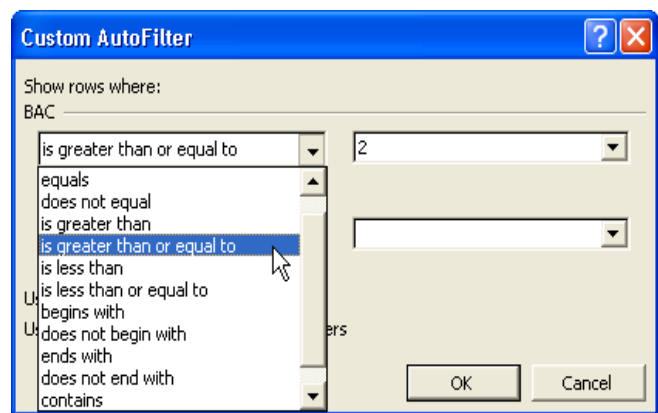 Custom AutoFilter
Show rows where:
BAC
is greater than or equal to 2
equals
does not equal
is greater than
is greater than or equal to
is less than
is less than or equal to
begins with
does not begin with
ers
ends with
does not end with
contains
OK Cancel